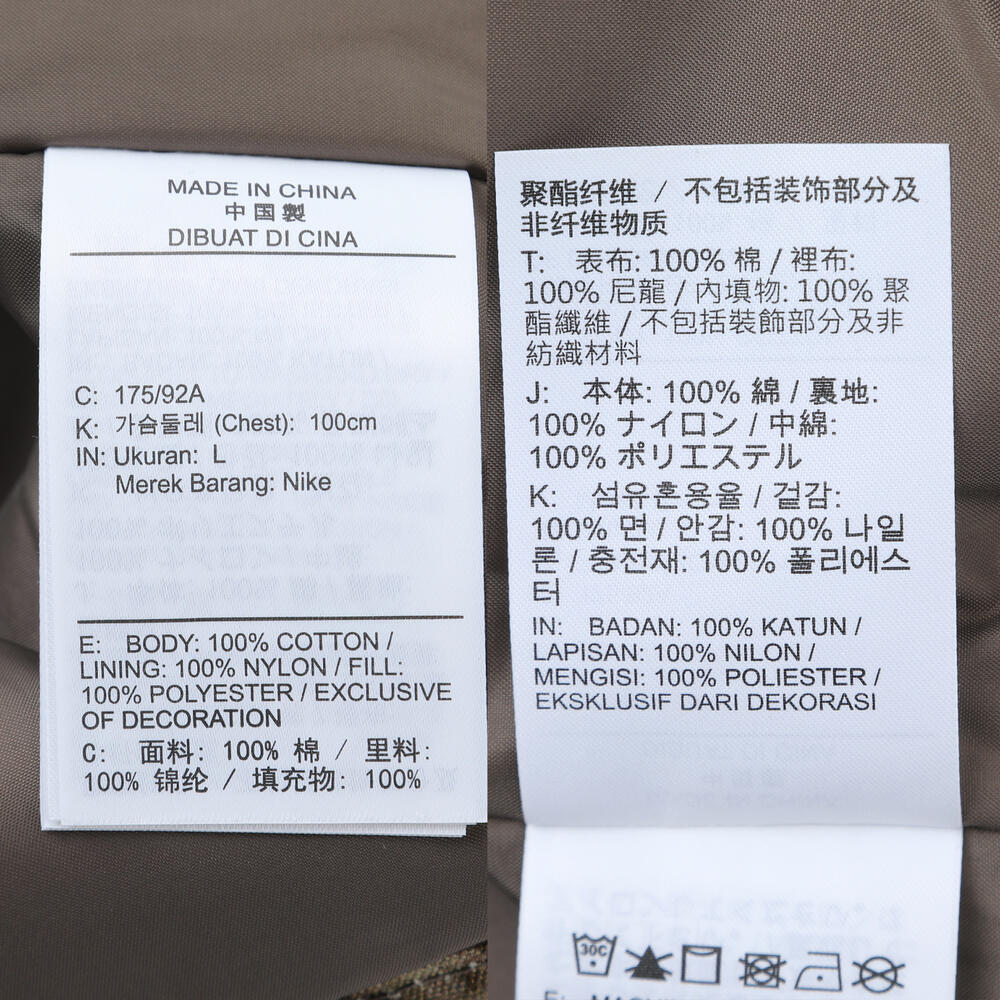 MADE IN CHINA
中国製
DIBUAT DI CINA
C: 175/92A
K: 가슴둘레 (Chest): 100cm
IN: Ukuran: L
Merek Barang: Nike
E: BODY: 100% COTTON /
LINING: 100% NYLON / FILL:
100% POLYESTER / EXCLUSIVE
OF DECORATION
C: 面料: 100% 棉 / 里料:
100% 锦纶 / 填充物: 100%
聚酯纤维 / 不包括装饰部分及
非纤维物质
T: 表布: 100% 棉 / 裡布:
100% 尼龍 / 內填物: 100% 聚
酯纖維 / 不包括裝飾部分及非
紡織材料
J: 本体: 100% 綿 / 裏地:
100% ナイロン / 中綿:
100% ポリエステル
K: 섬유혼용율 / 겉감:
100% 면 / 안감: 100% 나일
론 / 충전재: 100% 폴리에스
터
IN: BADAN: 100% KATUN /
LAPISAN: 100% NILON /
MENGISI: 100% POLIESTER /
EKSKLUSIF DARI DEKORASI
30C